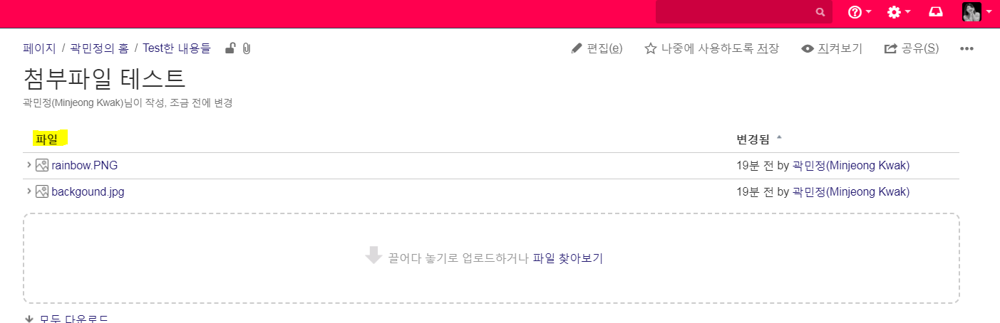 페이지 / 곽민정의 홈 / Test한 내용들
편집(e) 나중에 사용하도록 저장 지켜보기 공유(S)
첨부파일 테스트
곽민정(Minjeong Kwak)님이 작성, 조금 전에 변경
파일 변경됨
rainbow.PNG 19분 전 by 곽민정(Minjeong Kwak)
backgound.jpg 19분 전 by 곽민정(Minjeong Kwak)
끌어다 놓기로 업로드하거나 파일 찾아보기
모두 다운로드